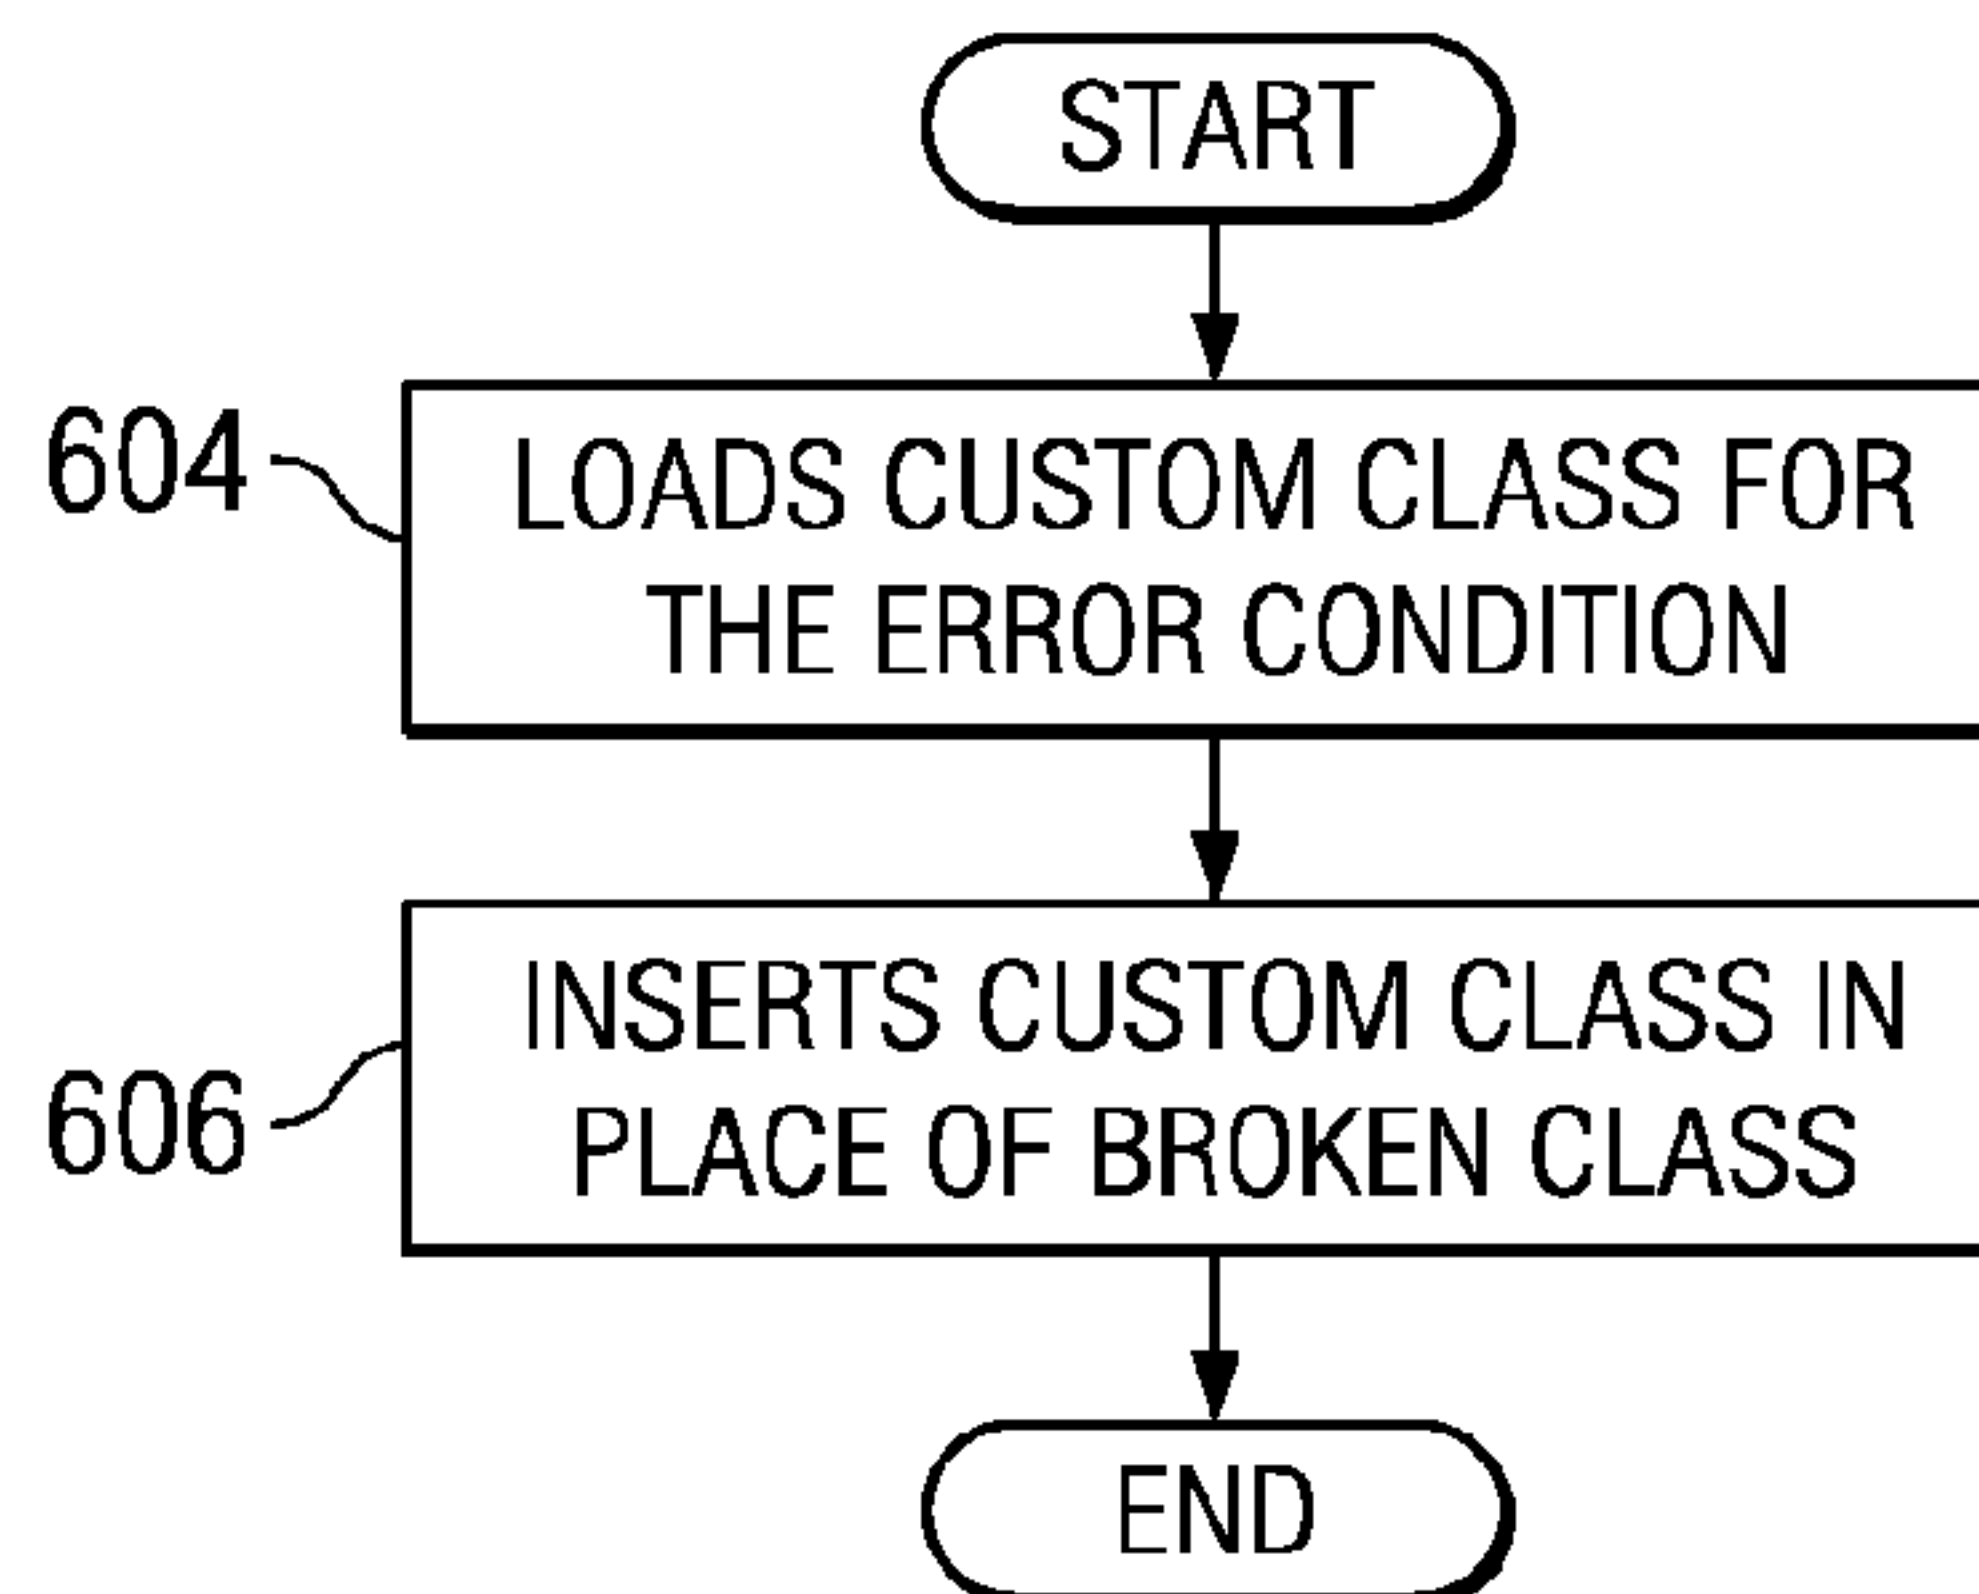 START
604
LOADS CUSTOM CLASS FOR
THE ERROR CONDITION
606
INSERTS CUSTOM CLASS IN
PLACE OF BROKEN CLASS
END